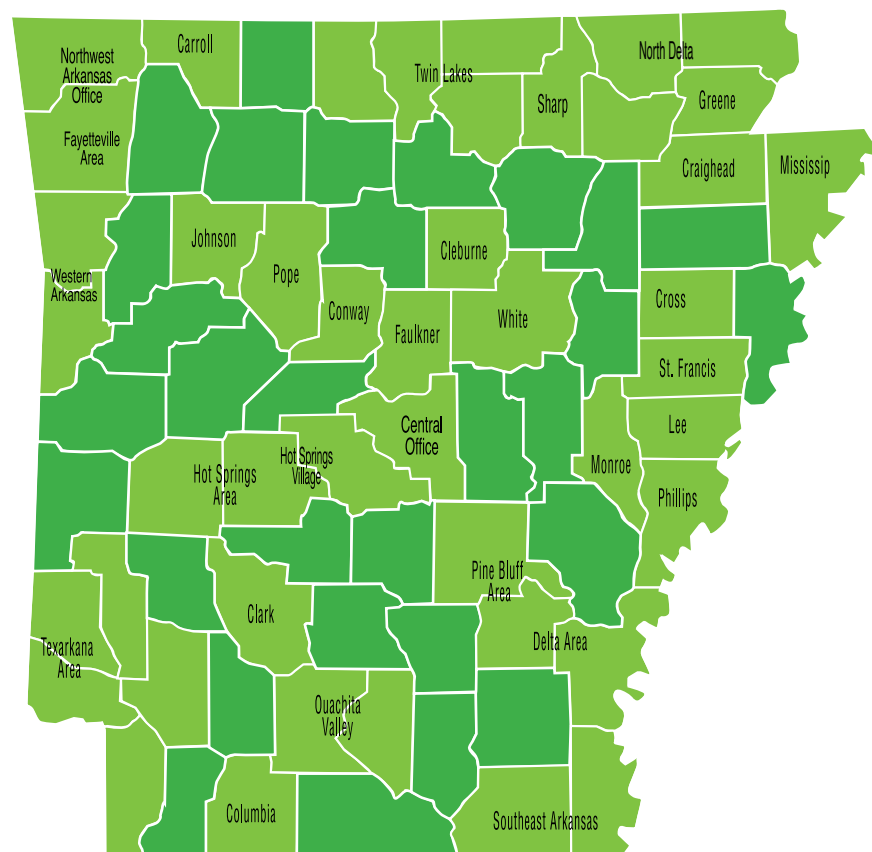 Northwest
Arkansas
Office
Carroll
Twin Lakes
North Delta
Sharp
Greene
Fayetteville
Area
Craighead
Mississip
Johnson
Cleburne
Pope
Western
Arkansas
Conway
Faulkner
White
Cross
St. Francis
Lee
Central
Office
Hot Springs
Village
Hot Springs
Area
Monroe
Phillips
Pine Bluff
Area
Clark
Delta Area
Texarkana
Area
Ouachita
Valley
Columbia
Southeast Arkansas